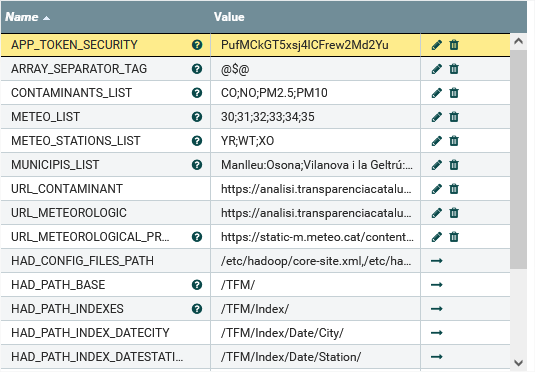 Name Value
APP_TOKEN_SECURITY PufMCkGT5xsj4ICFrew2Md2Yu
ARRAY_SEPARATOR_TAG @$@
CONTAMINANTS_LIST CO;NO;PM2.5;PM10
METEO_LIST 30;31;32;33;34;35
METEO_STATIONS_LIST YR;WT;XO
MUNICIPIS_LIST Manlleu:Osona;Vilanova i la Geltrú:...
URL_CONTAMINANT https://analisi.transparenciacatalu...
URL_METEOROLOGIC https://analisi.transparenciacatalu...
URL_METEOROLOGICAL_PR... https://static-m.meteo.cat/content...
HAD_CONFIG_FILES_PATH /etc/hadoop/core-site.xml,/etc/ha...
HAD_PATH_BASE /TFM/
HAD_PATH_INDEXES /TFM/Index/
HAD_PATH_INDEX_DATECITY /TFM/Index/Date/City/
HAD_PATH_INDEX_DATESTATI... /TFM/Index/Date/Station/